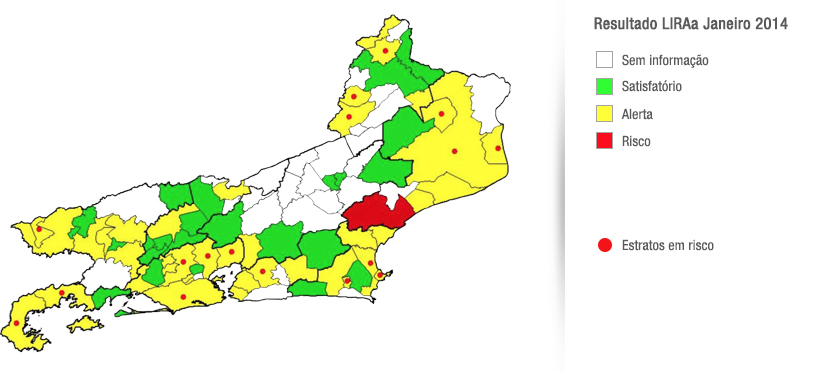 Resultado LIRAa Janeiro 2014
Sem informação
Satisfatório
Alerta
Risco
Estratos em risco